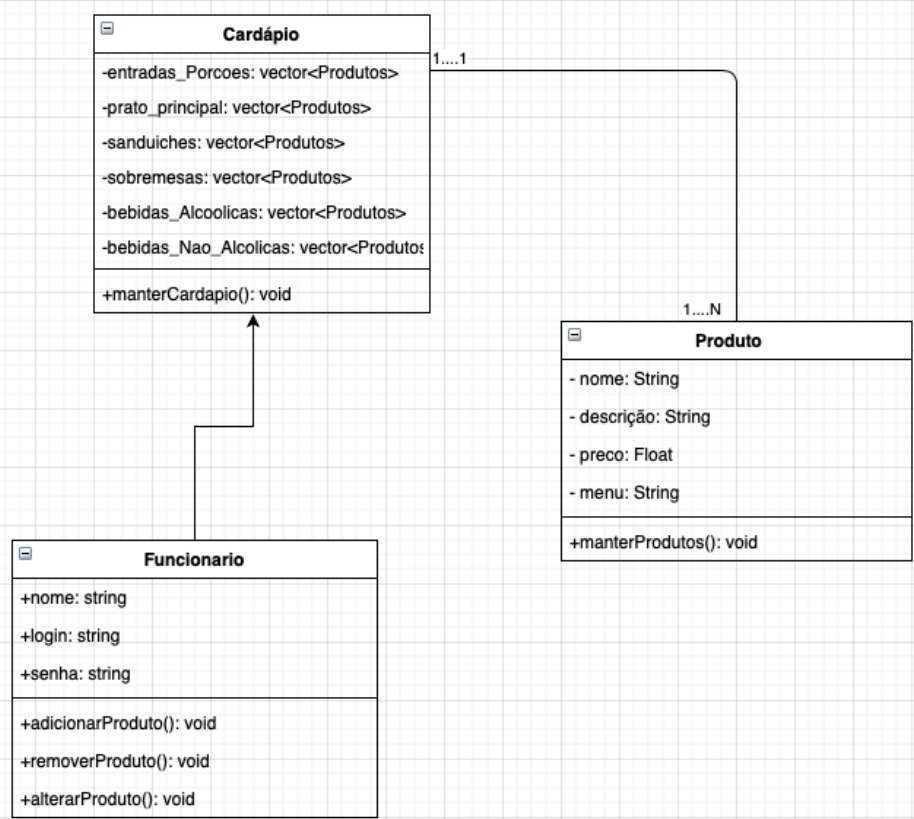 Cardápio
-entradas_Porcoes: vector<Produtos>
-prato_principal: vector<Produtos>
-sanduiches: vector<Produtos>
-sobremesas: vector<Produtos>
-bebidas_Alcoolicas: vector<Produtos>
-bebidas_Nao_Alcolicas: vector<Produtos
+manterCardapio(): void
1....1
1....N
Produto
- nome: String
- descrição: String
- preco: Float
- menu: String
+manterProdutos(): void
Funcionario
+nome: string
+login: string
+senha: string
+adicionarProduto(): void
+removerProduto(): void
+alterarProduto(): void